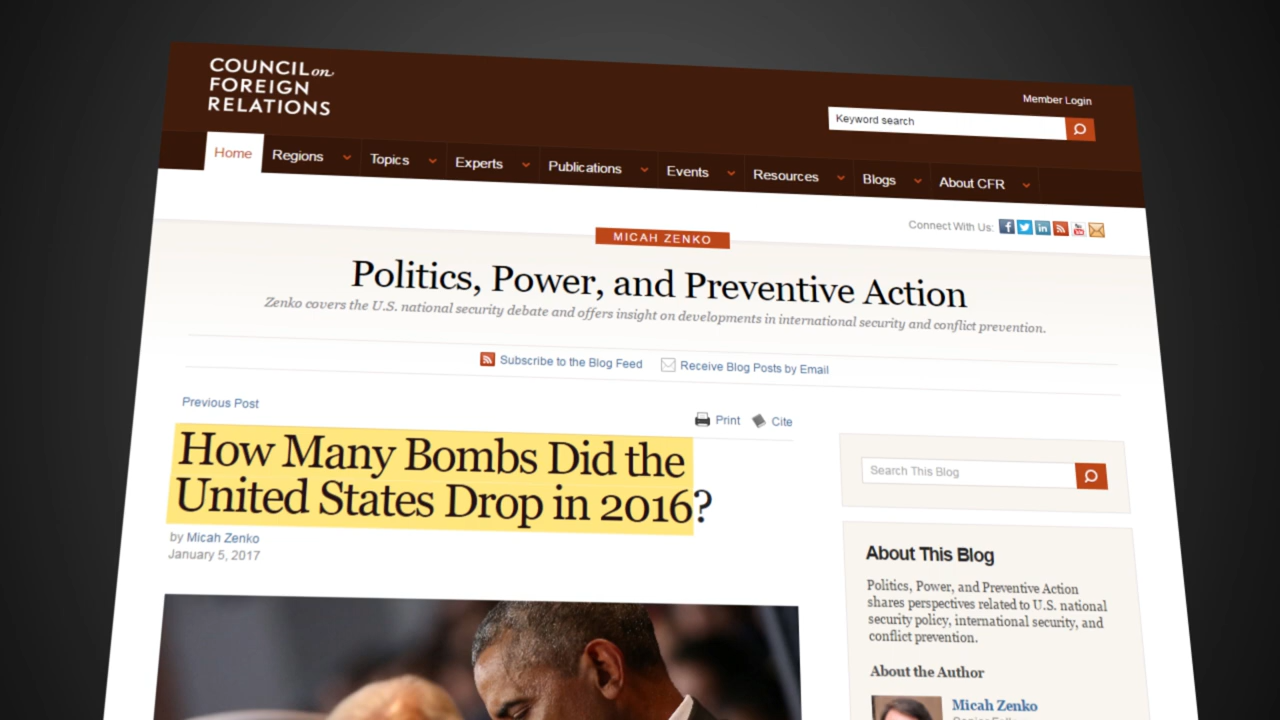 COUNCIL on
FOREIGN
RELATIONS
Member Login
Keyword search
Home Regions Topics Experts Publications Events Resources Blogs About CFR
Connect With Us:
MICAH ZENKO
Politics, Power, and Preventive Action
Zenko covers the U.S. national security debate and offers insight on developments in international security and conflict prevention.
Subscribe to the Blog Feed Receive Blog Posts by Email
Previous Post
Print Cite
How Many Bombs Did the
United States Drop in 2016?
by Micah Zenko
January 5, 2017
Search This Blog
About This Blog
Politics, Power, and Preventive Action
shares perspectives related to U.S. national
security policy, international security, and
conflict prevention.
About the Author
Micah Zenko